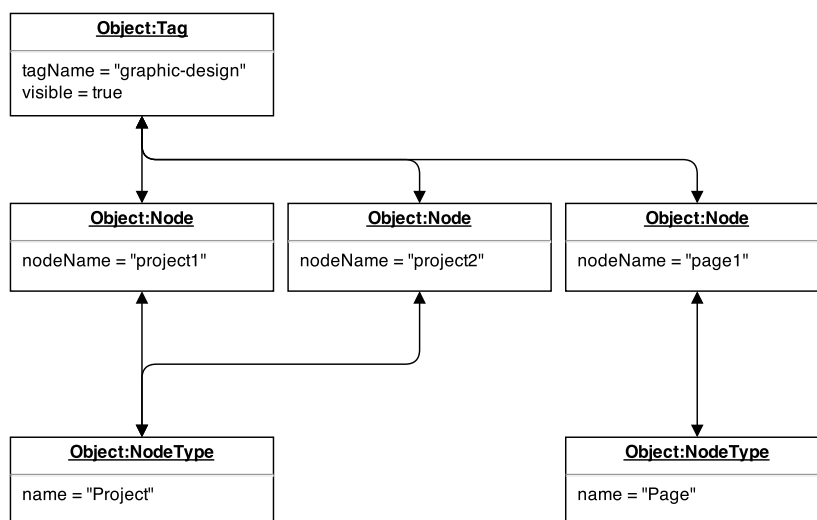 Object:Tag
tagName = "graphic-design"
visible = true
Object:Node
nodeName = "project1"
Object:Node
nodeName = "project2"
Object:Node
nodeName = "page1"
Object:NodeType
name = "Project"
Object:NodeType
name = "Page"